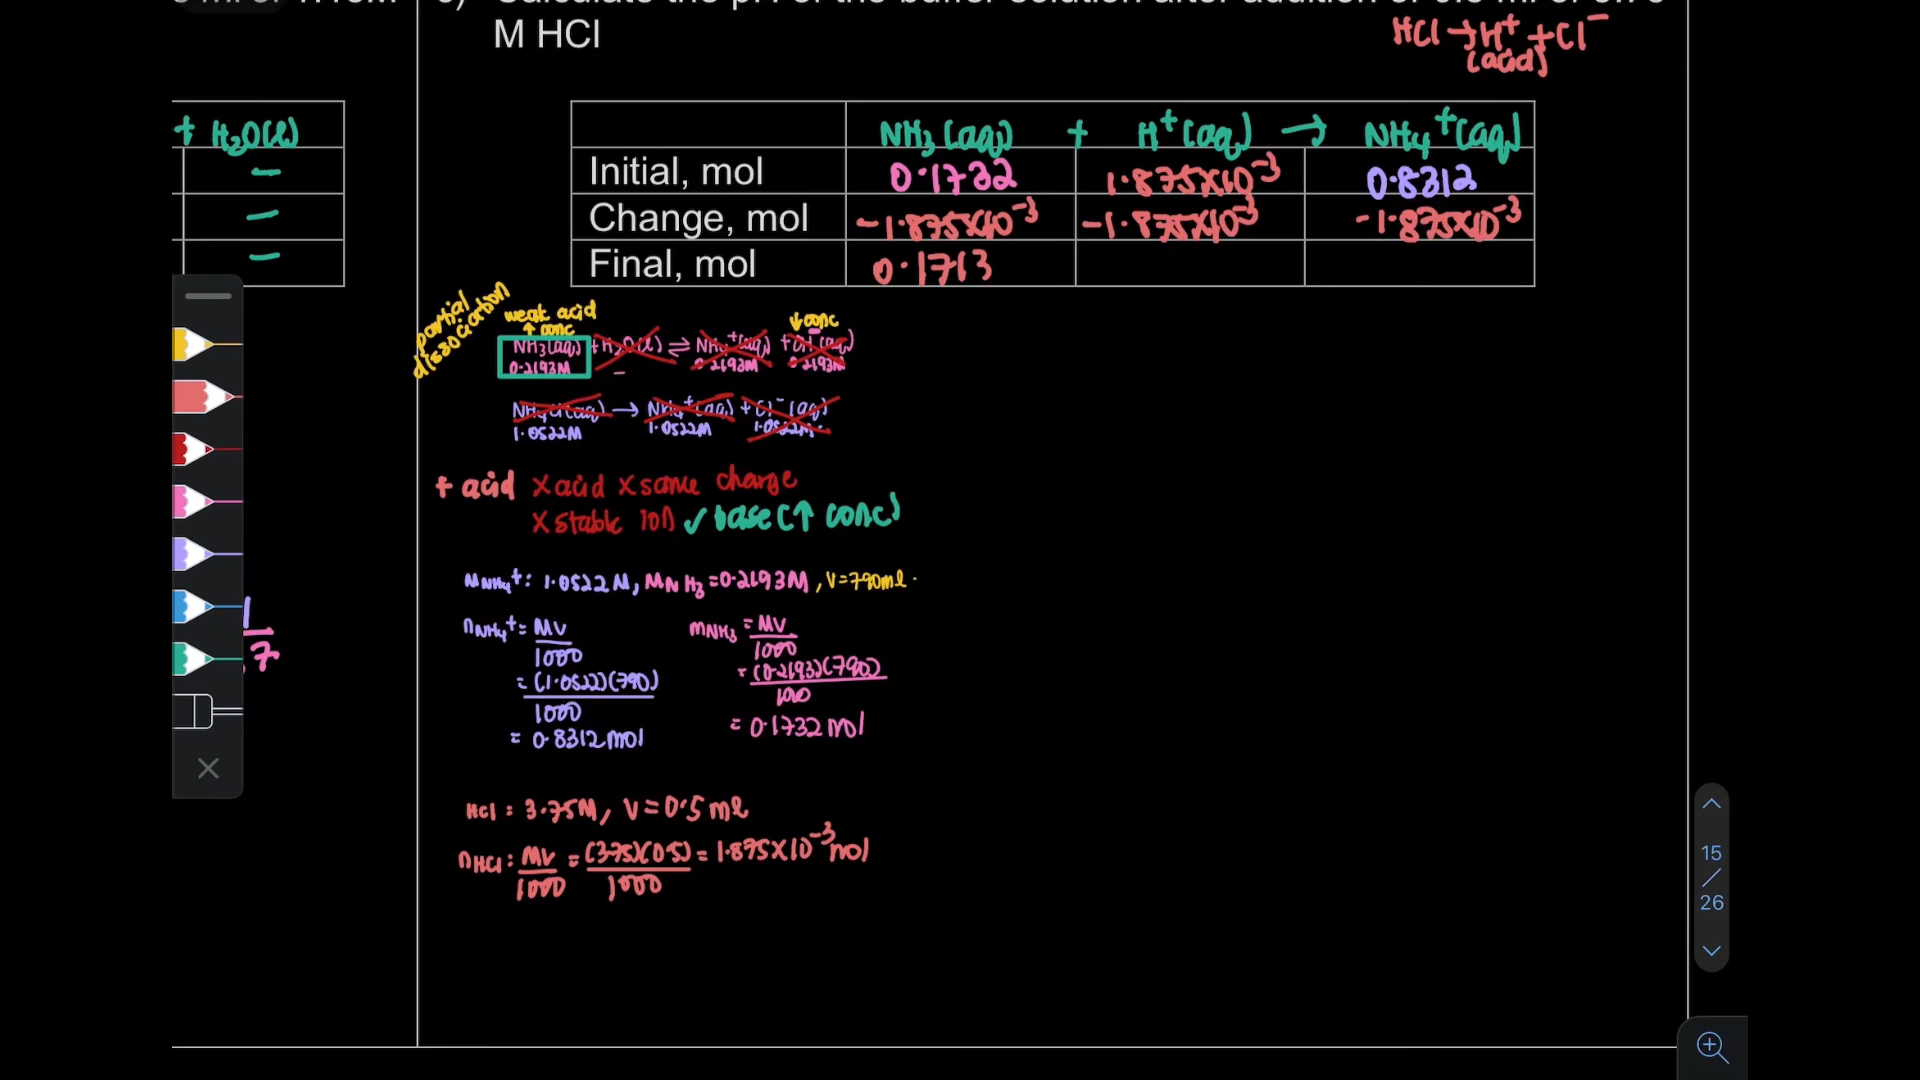 M HCl
HCl → H⁺ + Cl⁻
(acid)
+ H₂O(l)
−
−
−
NH₃(aq) + H⁺(aq) → NH₄⁺(aq)
Initial, mol 0.1732 1.875×10⁻³ 0.8312
Change, mol −1.875×10⁻³ −1.875×10⁻³ −1.875×10⁻³
Final, mol 0.1713
partial dissociation
weak acid
↑ conc
↓ conc
NH₃(aq) + H₂O(l) ⇌ NH₄⁺(aq) + OH⁻(aq)
0.2193M − 0.2193M 0.2193M
NH₄Cl(aq) → NH₄⁺(aq) + Cl⁻(aq)
1.0522M 1.0522M 1.0522M
+ acid X acid X same charge
X stable ion ✓ base (↑ conc)
M NH₄⁺: 1.0522M, M NH₃ = 0.2193M, V=790ml.
n NH₄⁺ = MV
1000
= (1.0522)(790)
1000
= 0.8312 mol
m NH₃ = MV
1000
= (0.2193)(790)
100
= 0.1732 mol
HCl : 3.75M, V = 0.5 ml
n HCl : MV/1000 = (3.75)(0.5)/1000 = 1.875×10⁻³ mol
1
7
15
/
26